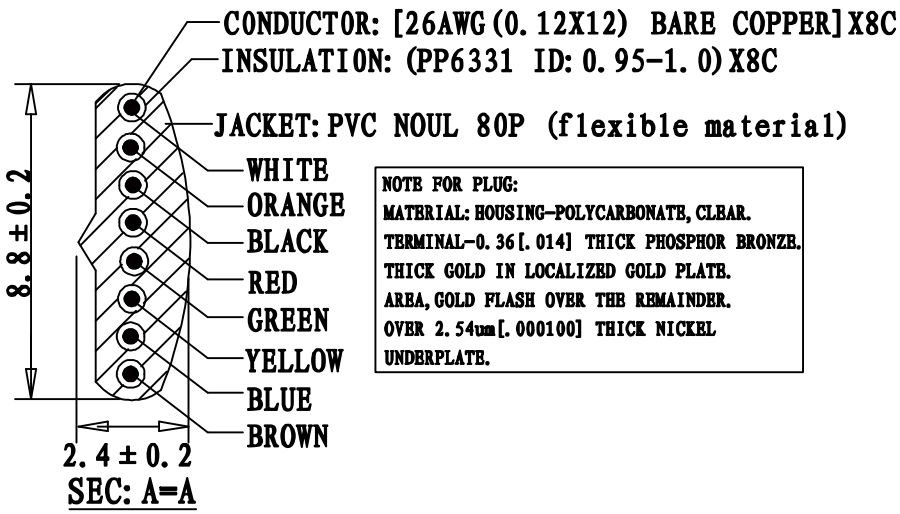 CONDUCTOR: [26AWG(0.12X12) BARE COPPER]X8C
INSULATION: (PP6331 ID:0.95-1.0)X8C
JACKET: PVC NOUL 80P (flexible material)
WHITE
ORANGE
BLACK
RED
GREEN
YELLOW
BLUE
BROWN
8.8±0.2
2.4±0.2
SEC: A=A
NOTE FOR PLUG:
MATERIAL:HOUSING-POLYCARBONATE,CLEAR.
TERMINAL-0.36[.014] THICK PHOSPHOR BRONZE.
THICK GOLD IN LOCALIZED GOLD PLATE.
AREA,GOLD FLASH OVER THE REMAINDER.
OVER 2.54um[.000100] THICK NICKEL
UNDERPLATE.